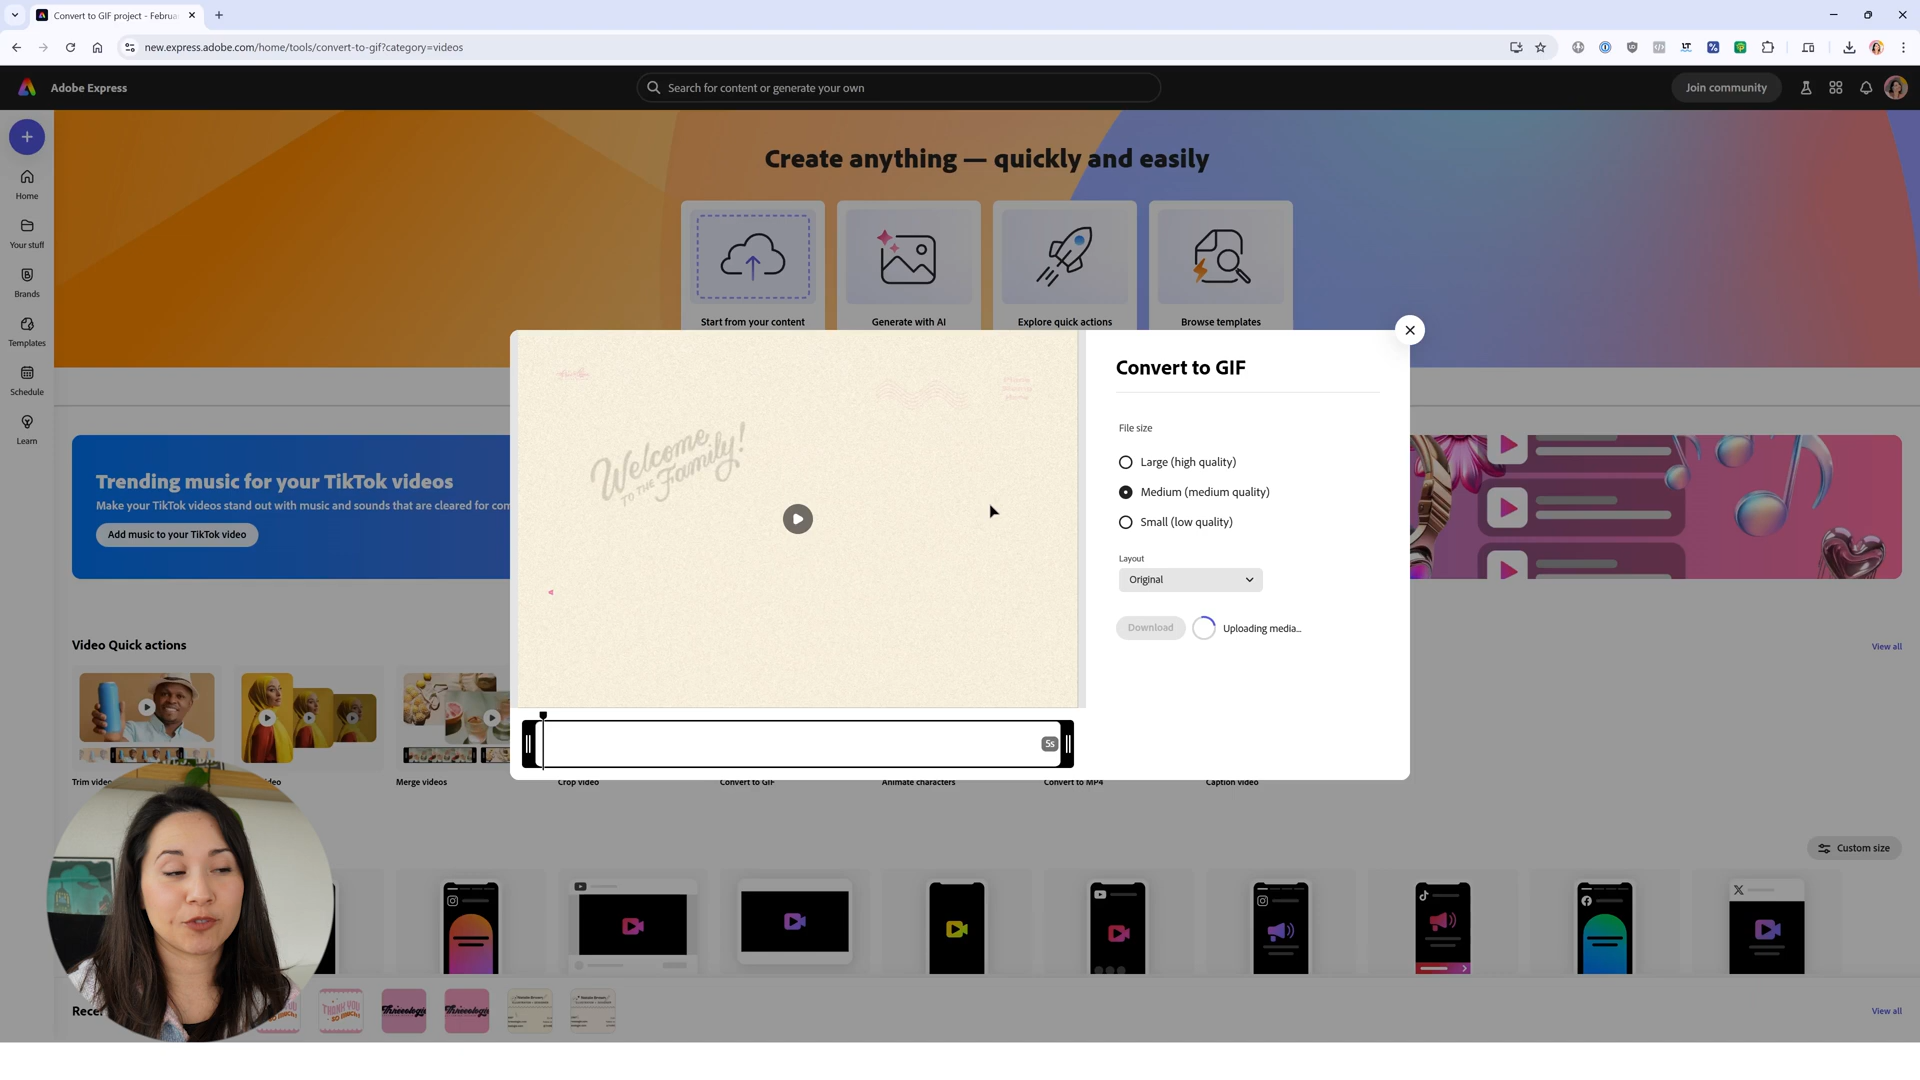 Convert to GIF project - Februa
new.express.adobe.com/home/tools/convert-to-gif?category=videos
Adobe Express
Search for content or generate your own
Join community
Create anything — quickly and easily
Home
Your stuff
Brands
Templates
Schedule
Learn
Start from your content
Generate with AI
Explore quick actions
Browse templates
Welcome
TO THE Family!
Convert to GIF
File size
Large (high quality)
Medium (medium quality)
Small (low quality)
Layout
Original
Download
Uploading media...
5s
Trending music for your TikTok videos
Make your TikTok videos stand out with music and sounds that are cleared for com
Add music to your TikTok video
Video Quick actions
View all
Trim video
Merge videos
Crop video
Convert to GIF
Animate characters
Convert to MP4
Caption video
Custom size
Rece
THANK YOU
SO MUCH!
View all